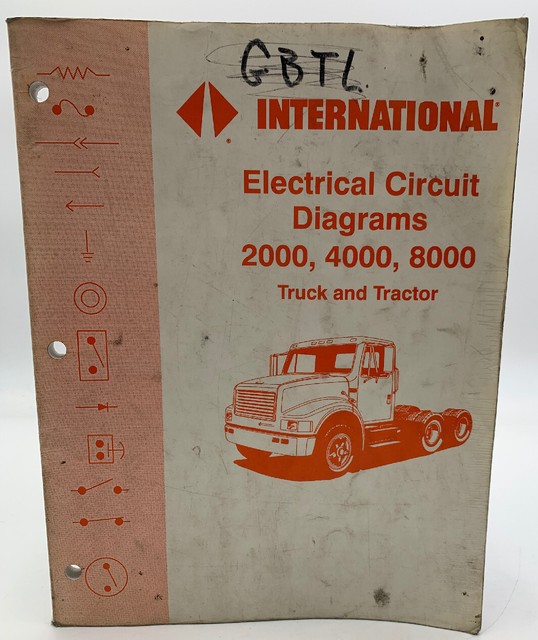 GBTL
INTERNATIONAL®
®
Electrical Circuit
Diagrams
2000, 4000, 8000
Truck and Tractor